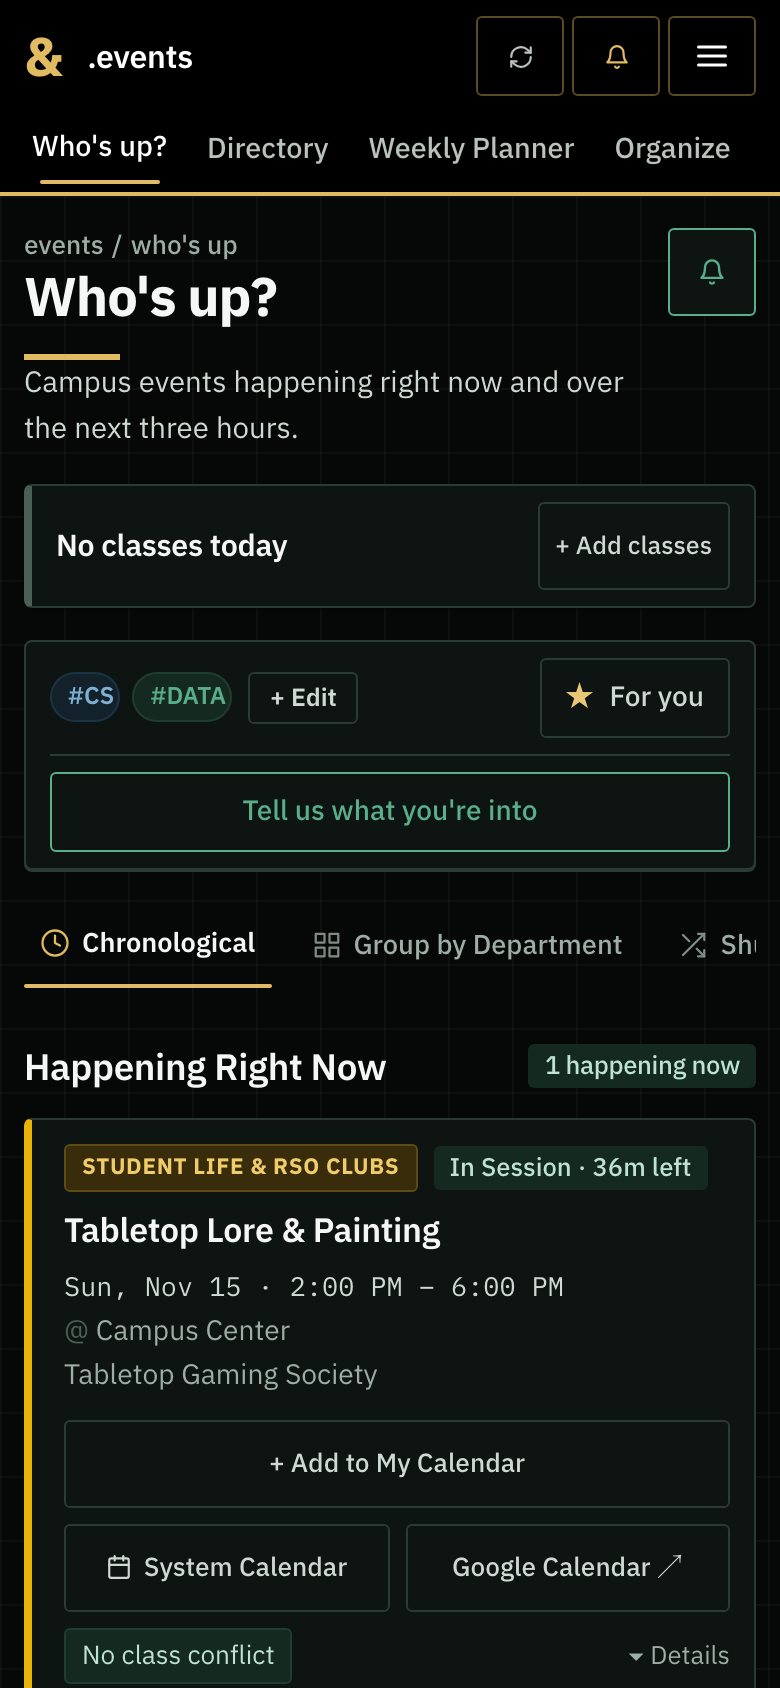 & .events
Who's up? Directory Weekly Planner Organize
events / who's up
Who's up?
Campus events happening right now and over
the next three hours.
No classes today
+ Add classes
#CS #DATA + Edit
★ For you
Tell us what you're into
Chronological Group by Department
Happening Right Now
1 happening now
STUDENT LIFE & RSO CLUBS In Session · 36m left
Tabletop Lore & Painting
Sun, Nov 15 · 2:00 PM – 6:00 PM
@ Campus Center
Tabletop Gaming Society
+ Add to My Calendar
System Calendar
Google Calendar ↗
No class conflict
Details